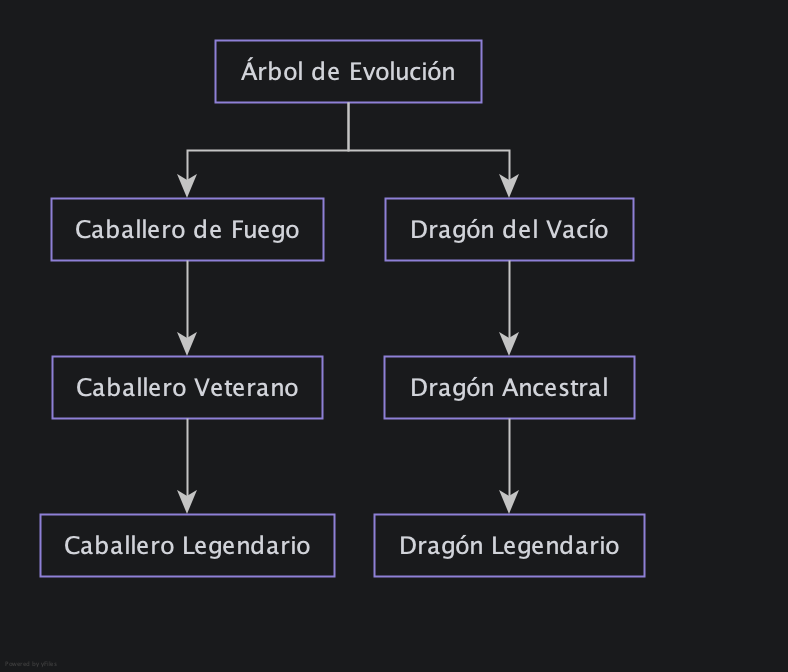 Árbol de Evolución
Caballero de Fuego
Dragón del Vacío
Caballero Veterano
Dragón Ancestral
Caballero Legendario
Dragón Legendario